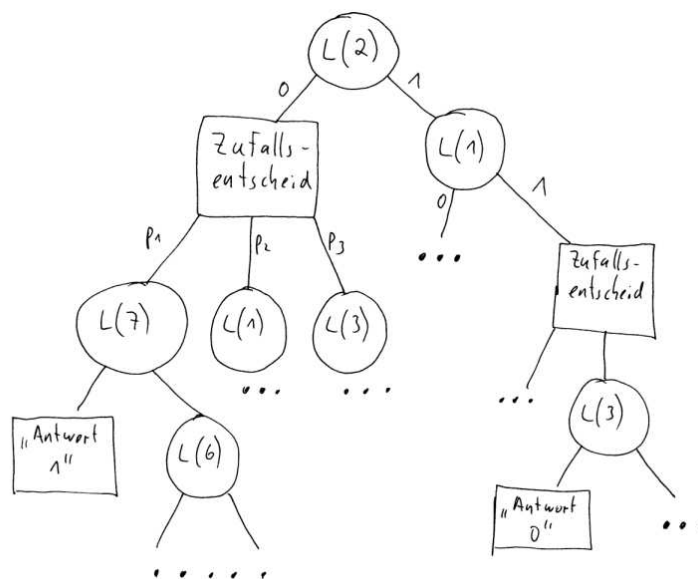 L(2)
0
1
Zufalls-
entscheid
L(1)
0
1
p1
p2
p3
Zufalls-
entscheid
L(7)
L(1)
L(3)
...
...
...
...
L(3)
„Antwort
1"
L(6)
„Antwort
0"
..
.....